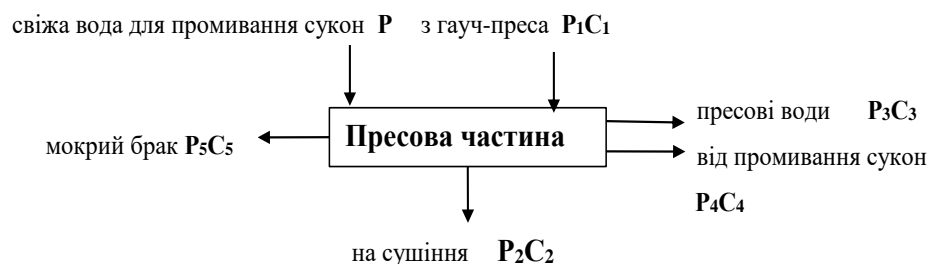 свіжа вода для промивання сукон P з гауч-преса P₁C₁
Пресова частина
пресові води P₃C₃
мокрий брак P₅C₅
від промивання сукон
P₄C₄
на сушіння P₂C₂